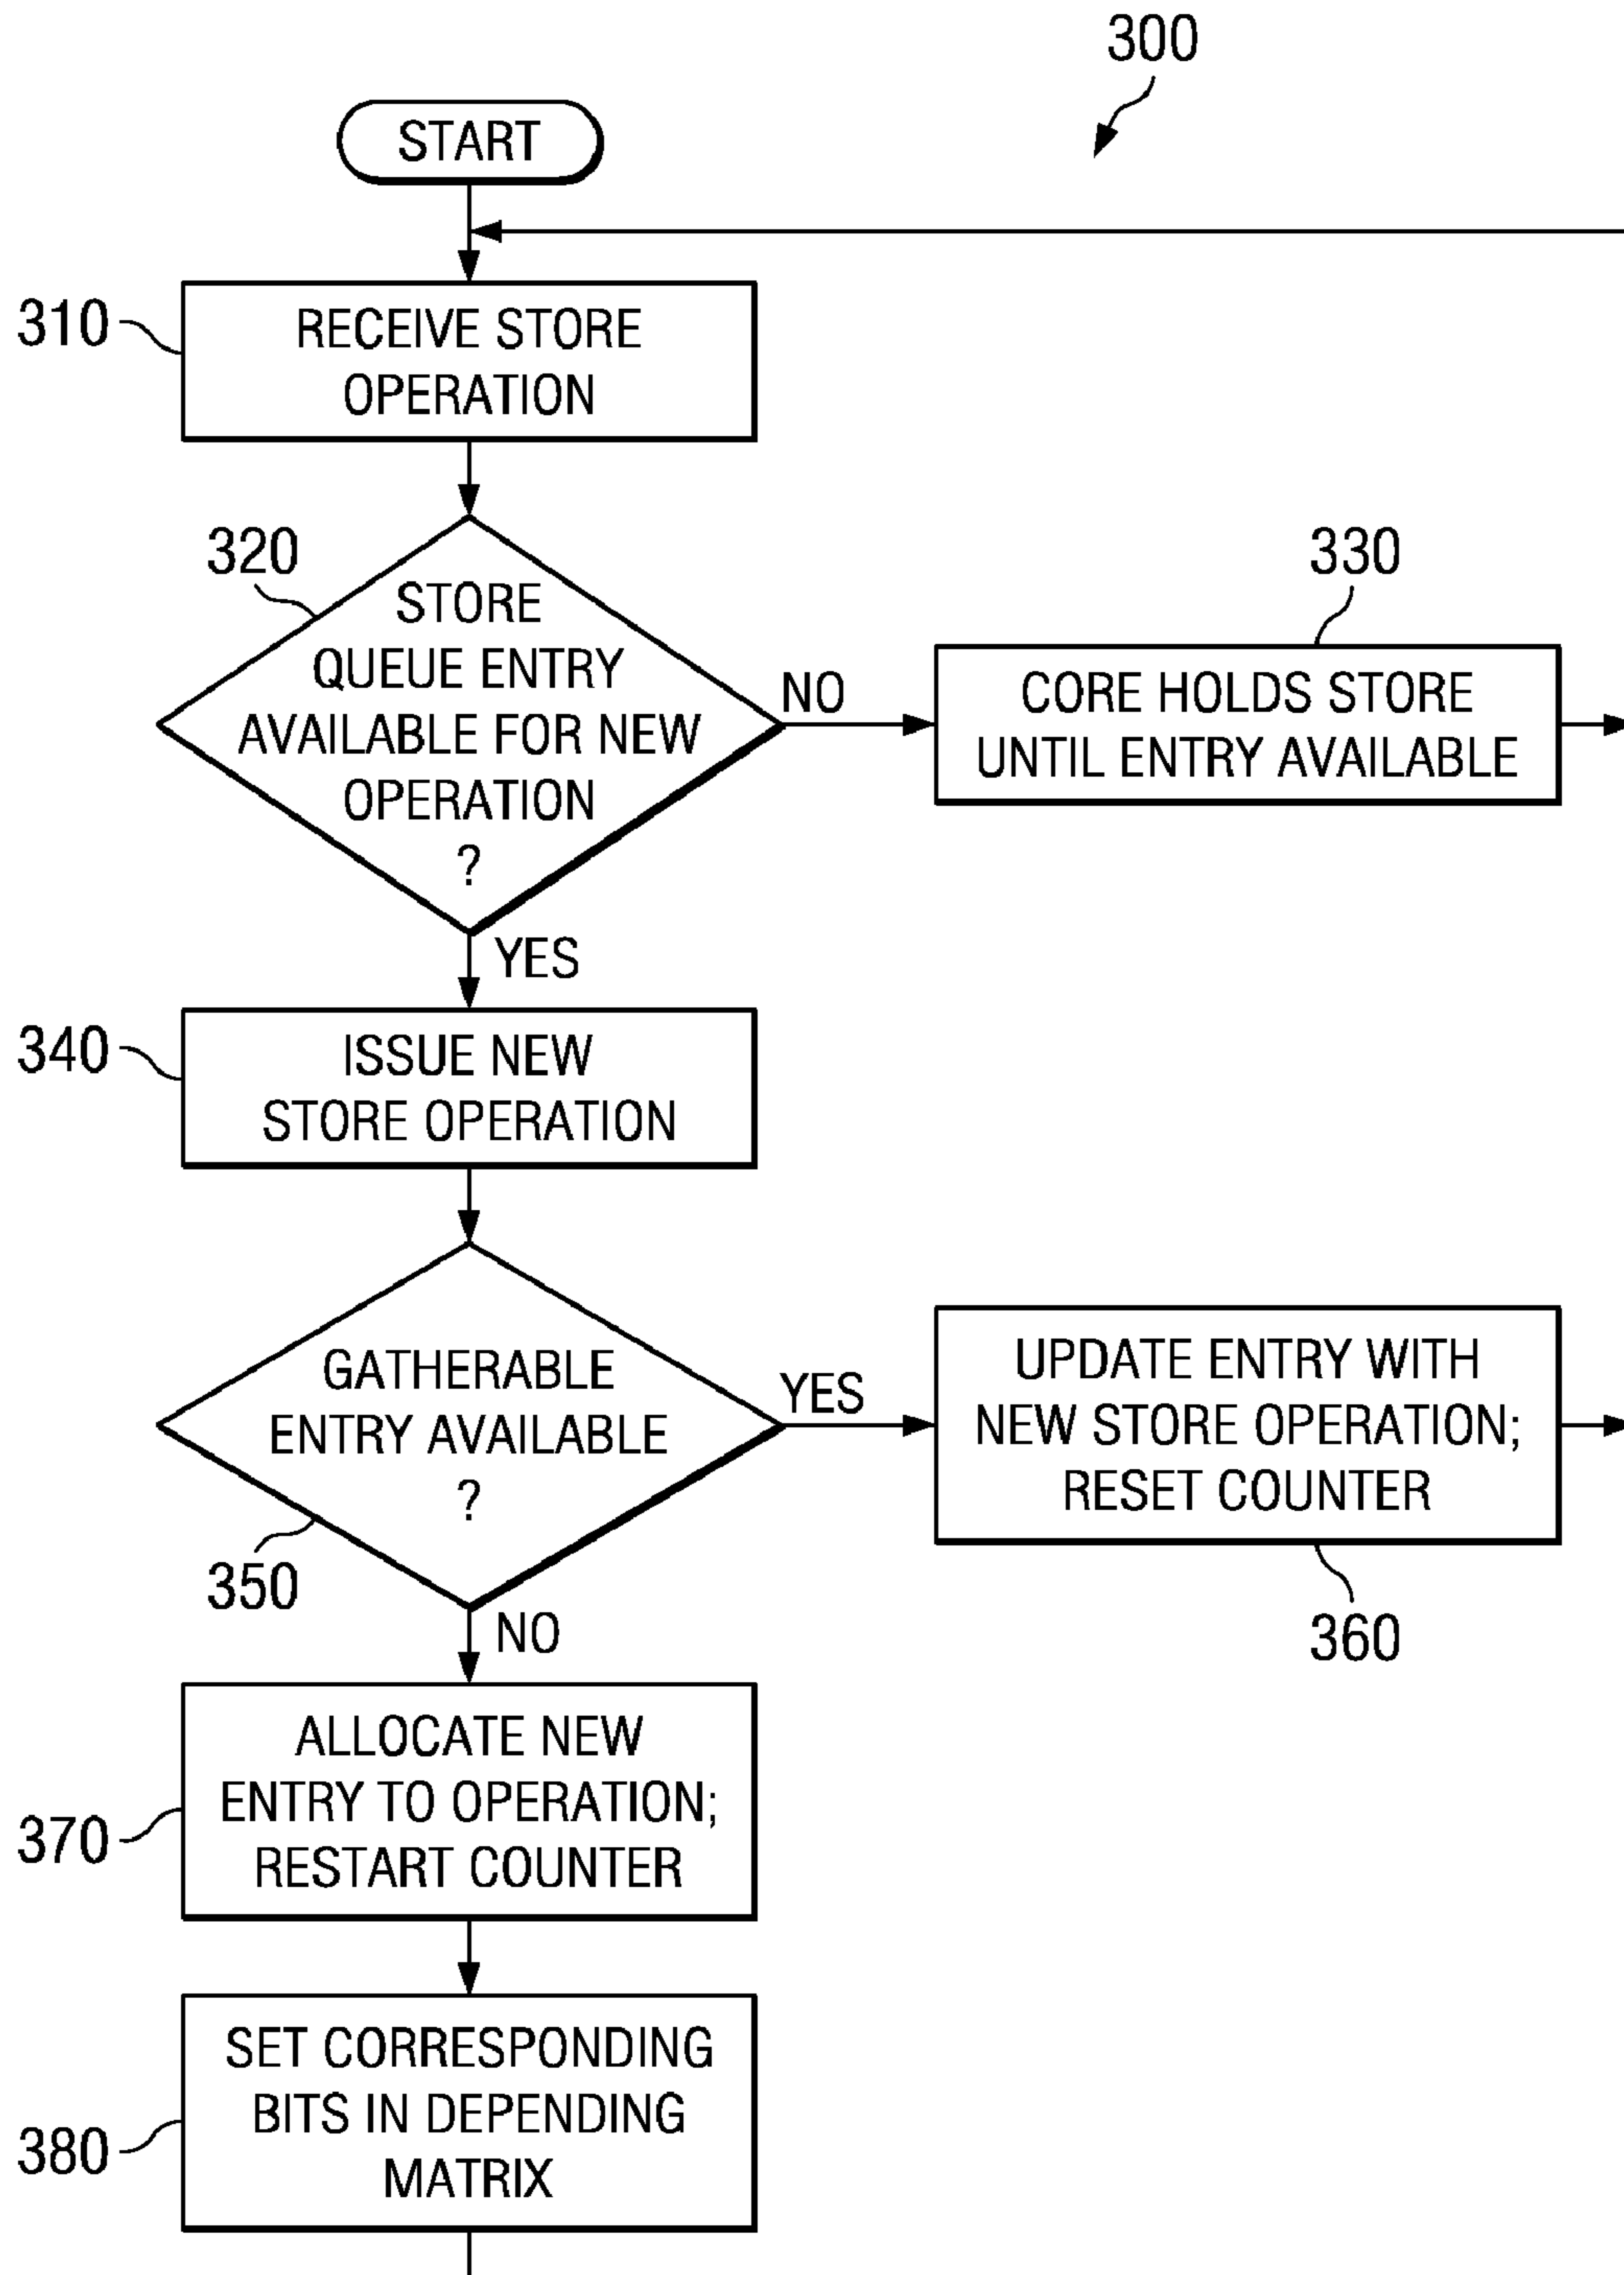 300
START
310
RECEIVE STORE
OPERATION
320
STORE
QUEUE ENTRY
AVAILABLE FOR NEW
OPERATION
?
NO
330
CORE HOLDS STORE
UNTIL ENTRY AVAILABLE
YES
340
ISSUE NEW
STORE OPERATION
350
GATHERABLE
ENTRY AVAILABLE
?
YES
UPDATE ENTRY WITH
NEW STORE OPERATION;
RESET COUNTER
360
NO
370
ALLOCATE NEW
ENTRY TO OPERATION;
RESTART COUNTER
380
SET CORRESPONDING
BITS IN DEPENDING
MATRIX